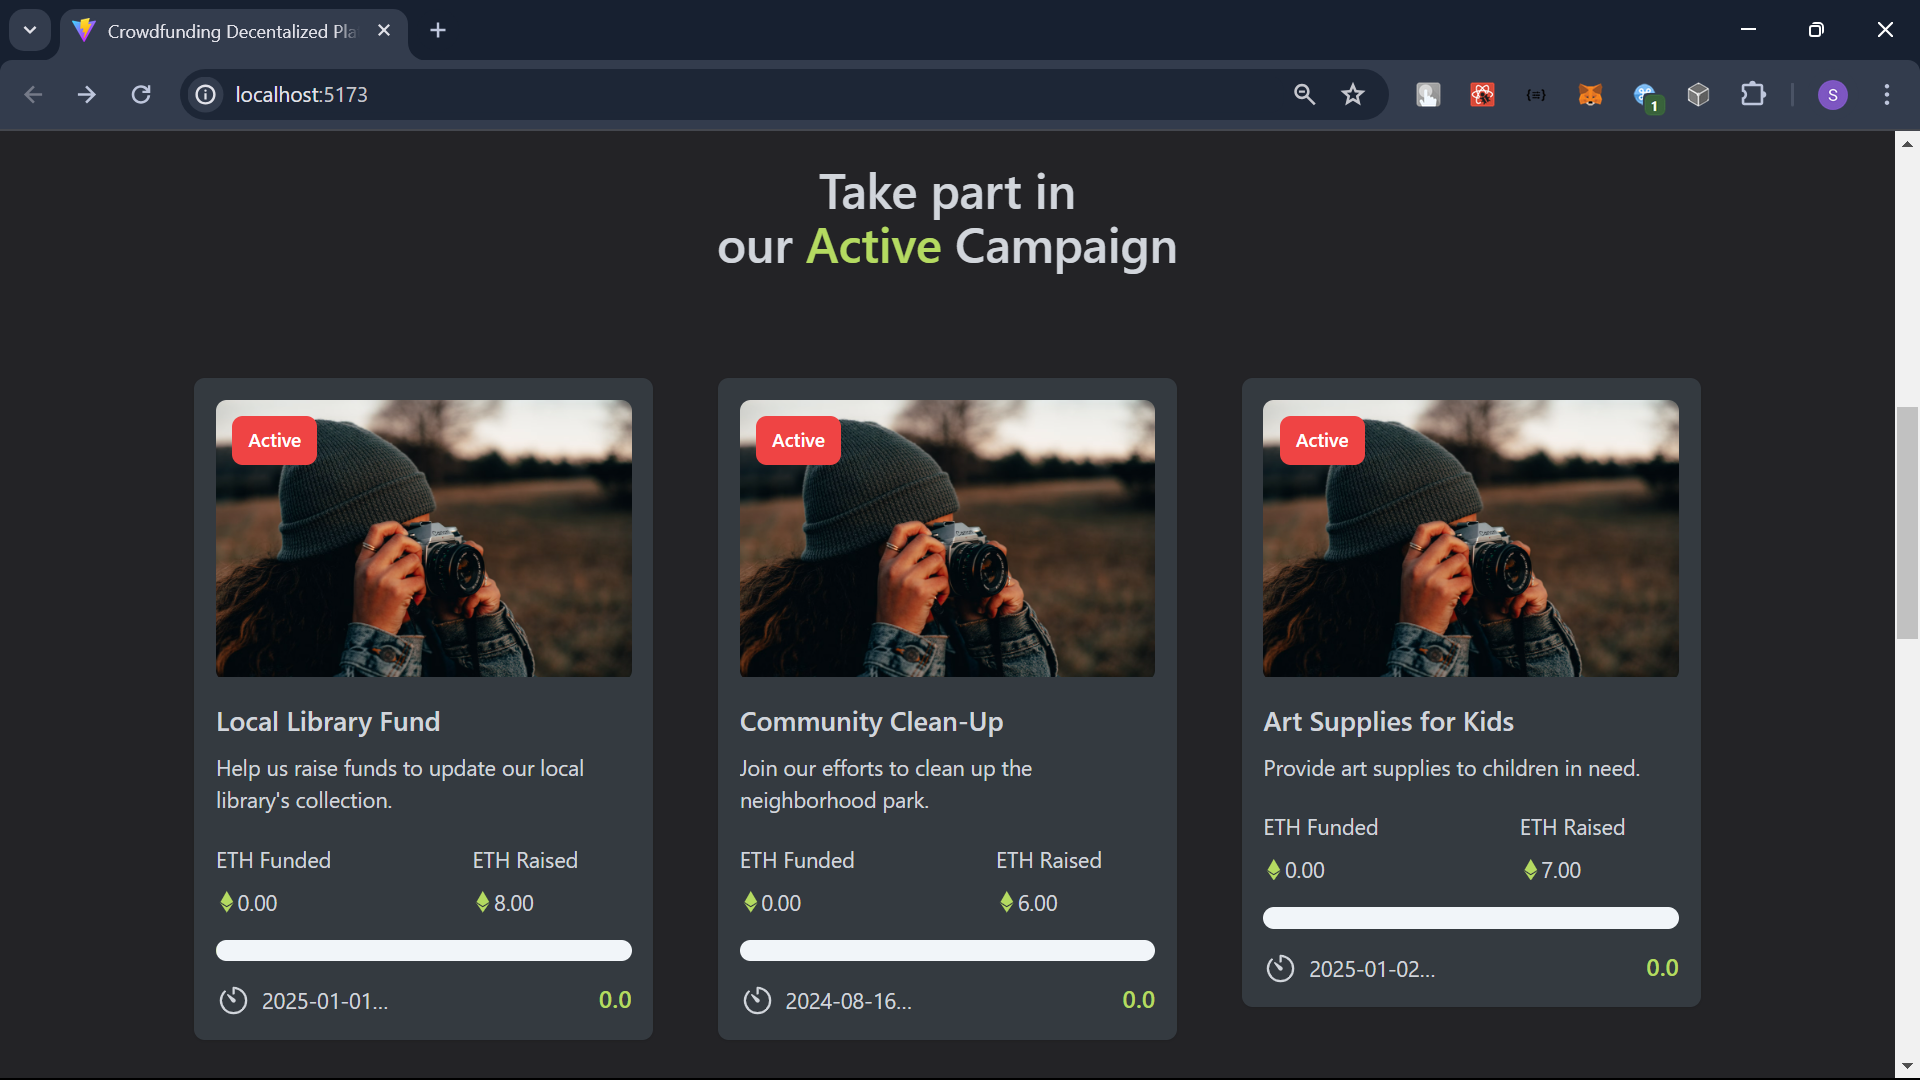 Crowdfunding Decentalized Pla
localhost:5173
1
S
Take part in
our Active Campaign
Active
Local Library Fund
Help us raise funds to update our local
library's collection.
ETH Funded ETH Raised
0.00 8.00
2025-01-01... 0.0
Active
Community Clean-Up
Join our efforts to clean up the
neighborhood park.
ETH Funded ETH Raised
0.00 6.00
2024-08-16... 0.0
Active
Art Supplies for Kids
Provide art supplies to children in need.
ETH Funded ETH Raised
0.00 7.00
2025-01-02... 0.0